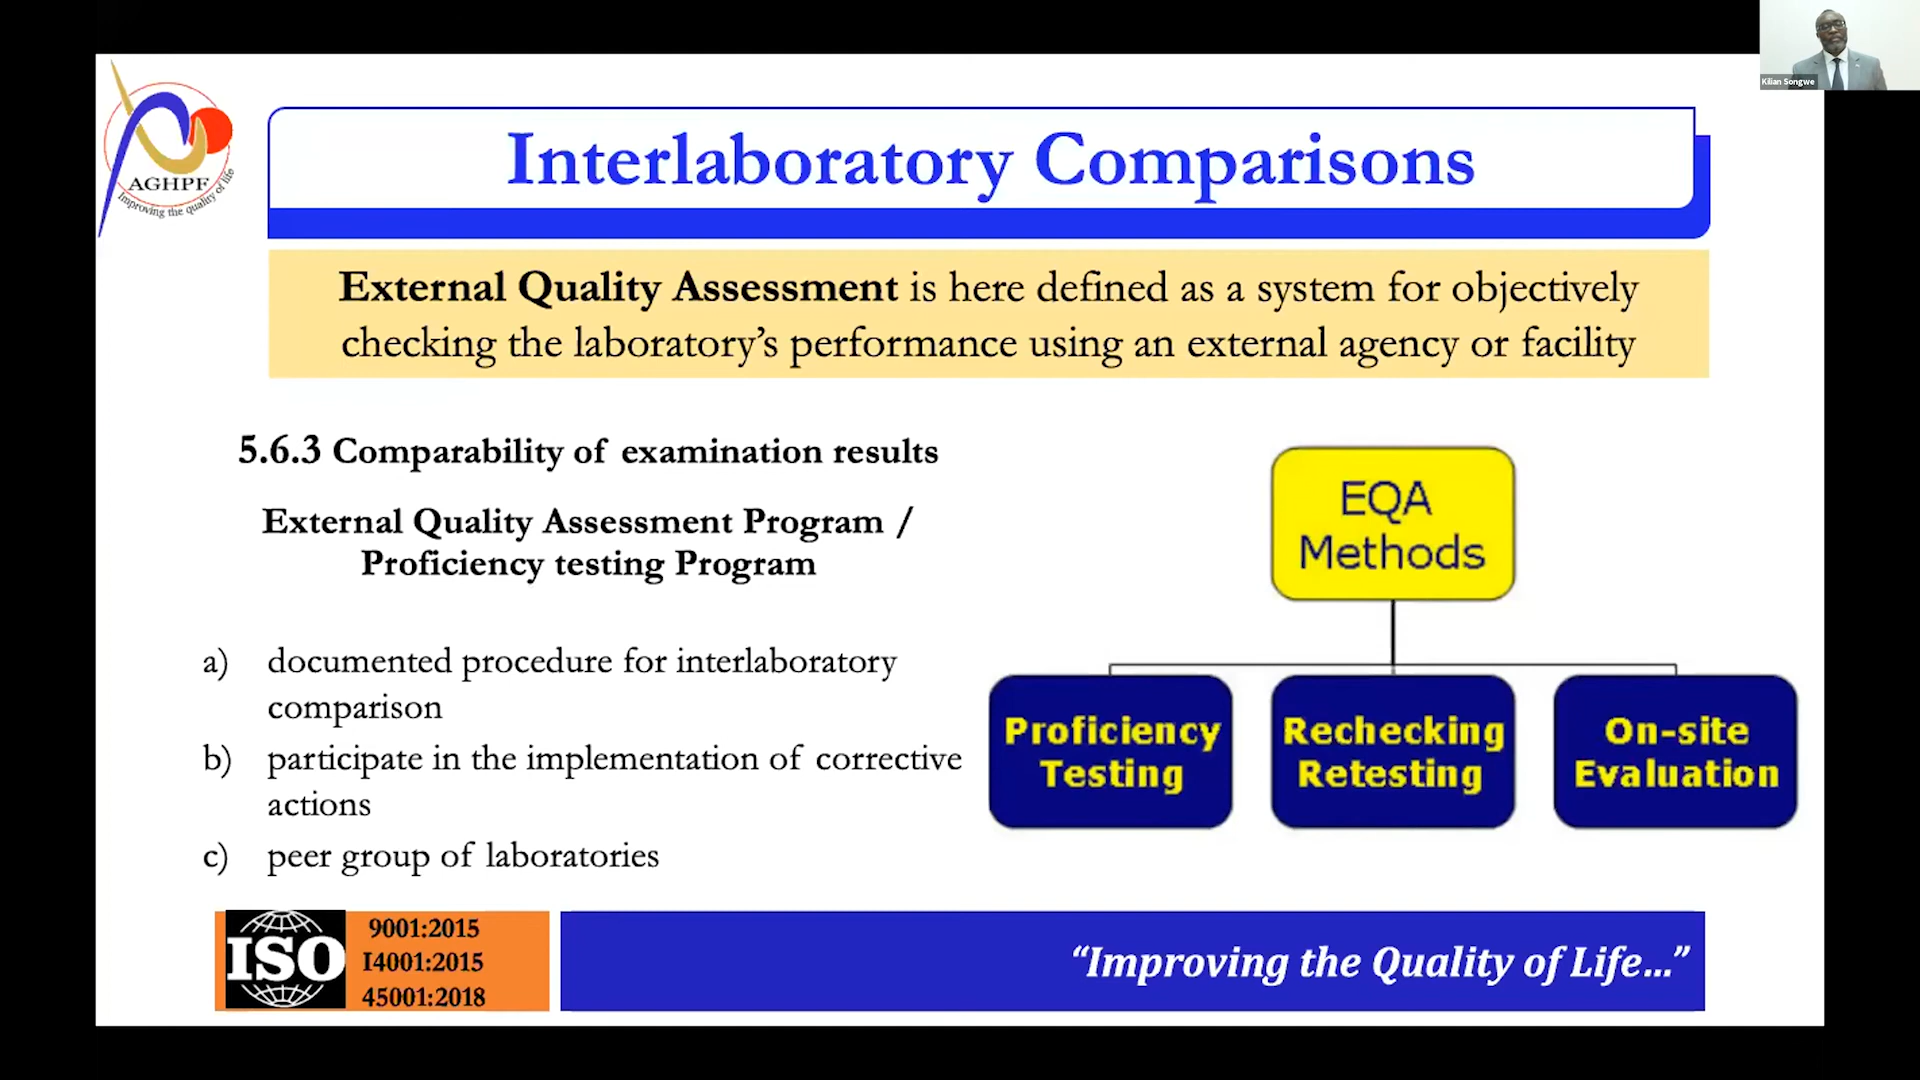 Kilian Songwe
AGHPF
Improving the quality of life
Interlaboratory Comparisons
External Quality Assessment is here defined as a system for objectively
checking the laboratory’s performance using an external agency or facility
5.6.3 Comparability of examination results
External Quality Assessment Program /
Proficiency testing Program
a) documented procedure for interlaboratory
comparison
b) participate in the implementation of corrective
actions
c) peer group of laboratories
EQA
Methods
Proficiency
Testing
Rechecking
Retesting
On-site
Evaluation
ISO
9001:2015
I4001:2015
45001:2018
“Improving the Quality of Life...”